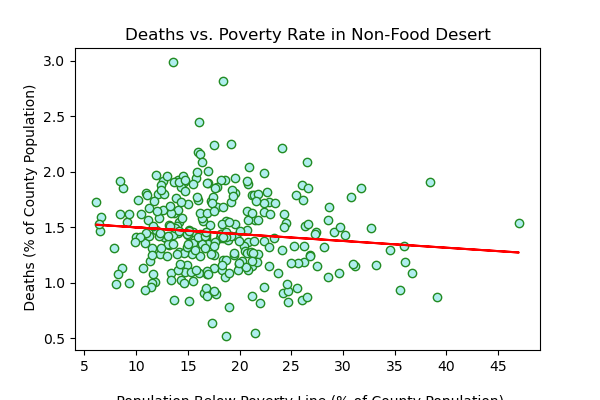 Deaths vs. Poverty Rate in Non-Food Desert
3.0
2.5
2.0
1.5
1.0
0.5
Deaths (% of County Population)
5 10 15 20 25 30 35 40 45
Population Below Poverty Line (% of County Population)